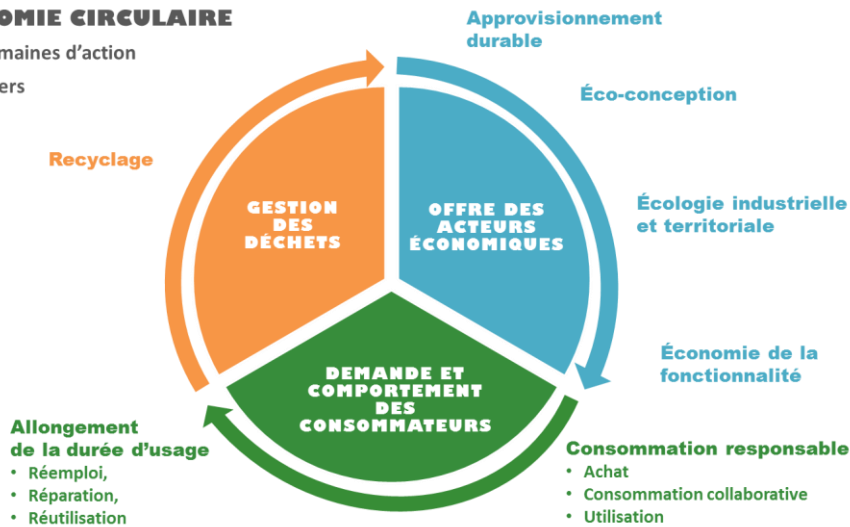 OMIE CIRCULAIRE
maines d'action
ers
Approvisionnement
durable
Éco-conception
Écologie industrielle
et territoriale
Économie de la
fonctionnalité
Recyclage
GESTION
DES
DÉCHETS
OFFRE DES
ACTEURS
ÉCONOMIQUES
DEMANDE ET
COMPORTEMENT
DES
CONSOMMATEURS
Allongement
de la durée d'usage
• Réemploi,
• Réparation,
• Réutilisation
Consommation responsable
• Achat
• Consommation collaborative
• Utilisation